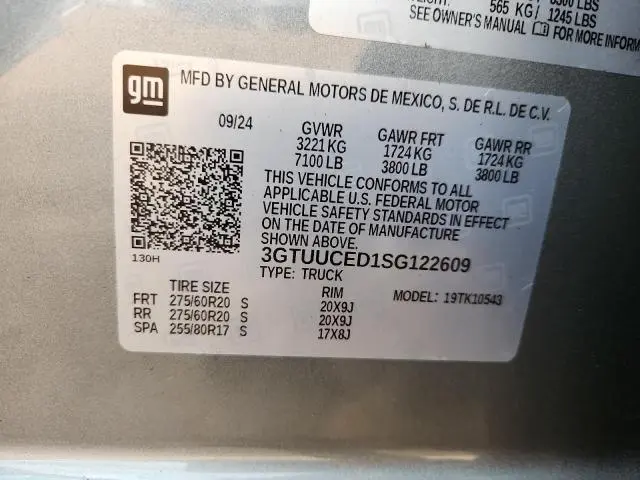 565 KG/ 1245 LBS
SEE OWNER'S MANUAL FOR MORE INFORM
gm
MFD BY GENERAL MOTORS DE MEXICO, S. DE R.L. DE C.V.
09/24 GVWR GAWR FRT GAWR RR
3221 KG 1724 KG 1724 KG
7100 LB 3800 LB 3800 LB
THIS VEHICLE CONFORMS TO ALL
APPLICABLE U.S. FEDERAL MOTOR
VEHICLE SAFETY STANDARDS IN EFFECT
ON THE DATE OF MANUFACTURE
SHOWN ABOVE.
130H
3GTUUCED1SG122609
TYPE: TRUCK
TIRE SIZE RIM MODEL: 19TK10543
FRT 275/60R20 S 20X9J
RR 275/60R20 S 20X9J
SPA 255/80R17 S 17X8J